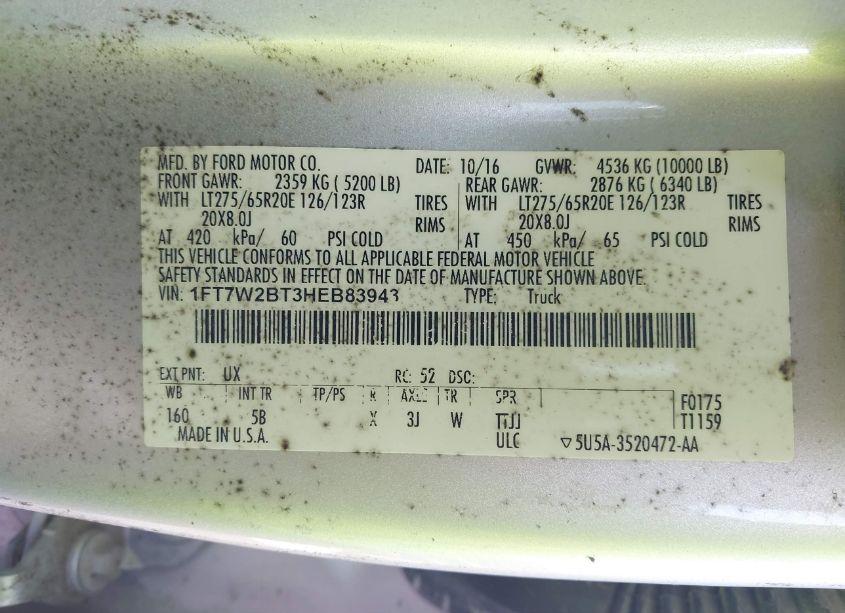 MFD. BY FORD MOTOR CO. DATE: 10/16 GVWR: 4536 KG (10000 LB)
FRONT GAWR: 2359 KG (5200 LB) REAR GAWR: 2876 KG (6340 LB)
WITH LT275/65R20E 126/123R TIRES WITH LT275/65R20E 126/123R TIRES
20X8.0J RIMS 20X8.0J RIMS
AT 420 kPa/ 60 PSI COLD AT 450 kPa/ 65 PSI COLD
THIS VEHICLE CONFORMS TO ALL APPLICABLE FEDERAL MOTOR VEHICLE
SAFETY STANDARDS IN EFFECT ON THE DATE OF MANUFACTURE SHOWN ABOVE.
VIN: 1FT7W2BT3HEB83943 TYPE: Truck
EXT PNT: UX RC: 52 DSC:
WB INT TR TP/PS R AXLE TR SPR F0175
160 5B X 3J W TTJJ T1159
MADE IN U.S.A. ULC ▽5U5A-3520472-AA